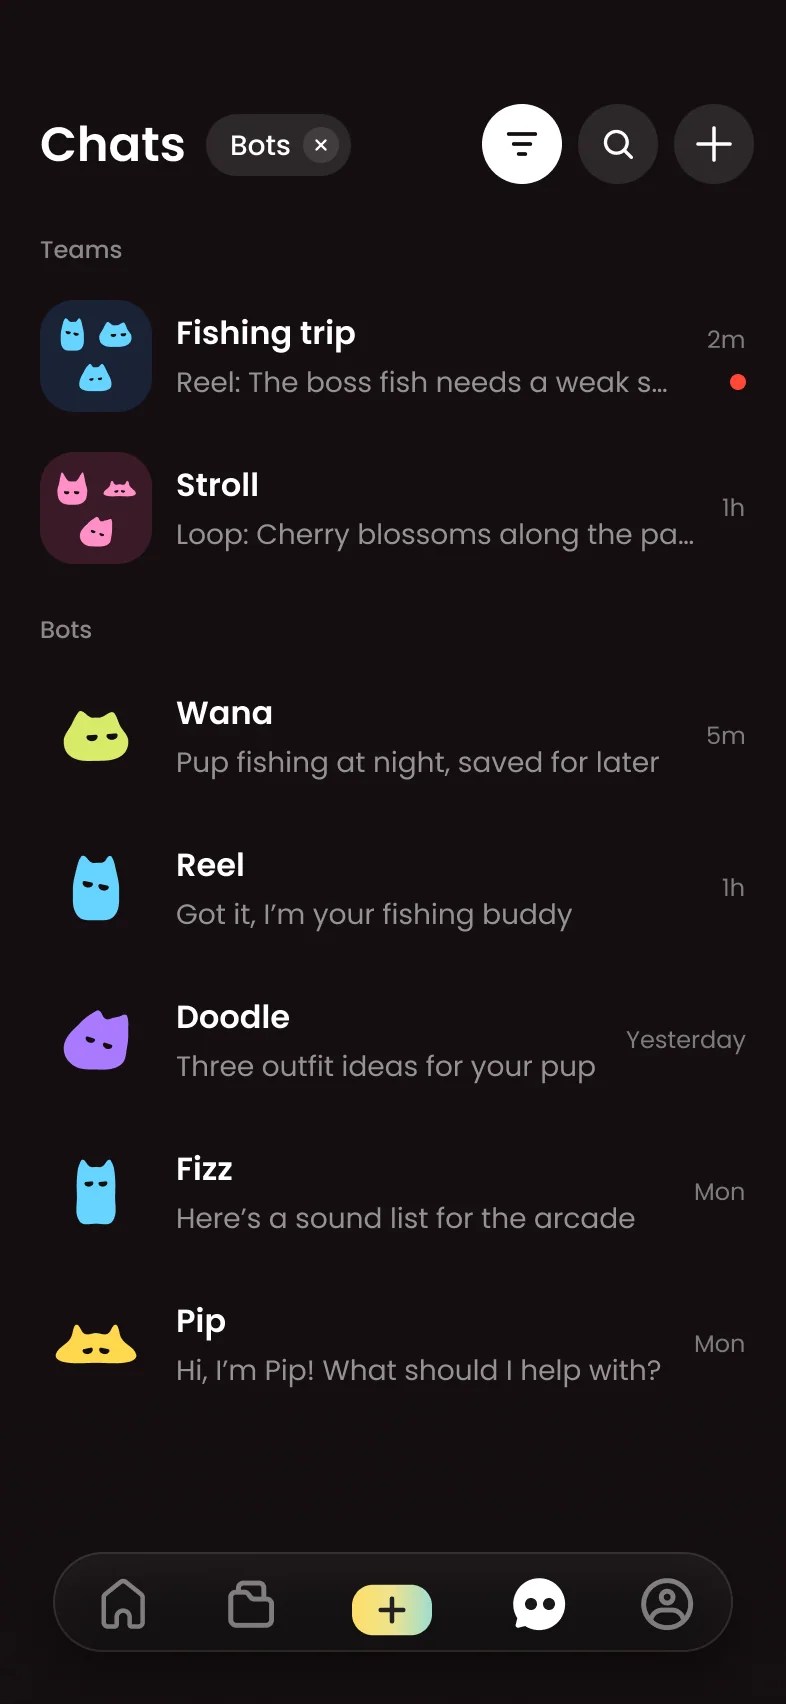 Chats
Bots
Teams
Fishing trip
2m
Reel: The boss fish needs a weak s...
Stroll
1h
Loop: Cherry blossoms along the pa...
Bots
Wana
5m
Pup fishing at night, saved for later
Reel
1h
Got it, I’m your fishing buddy
Doodle
Yesterday
Three outfit ideas for your pup
Fizz
Mon
Here’s a sound list for the arcade
Pip
Mon
Hi, I’m Pip! What should I help with?